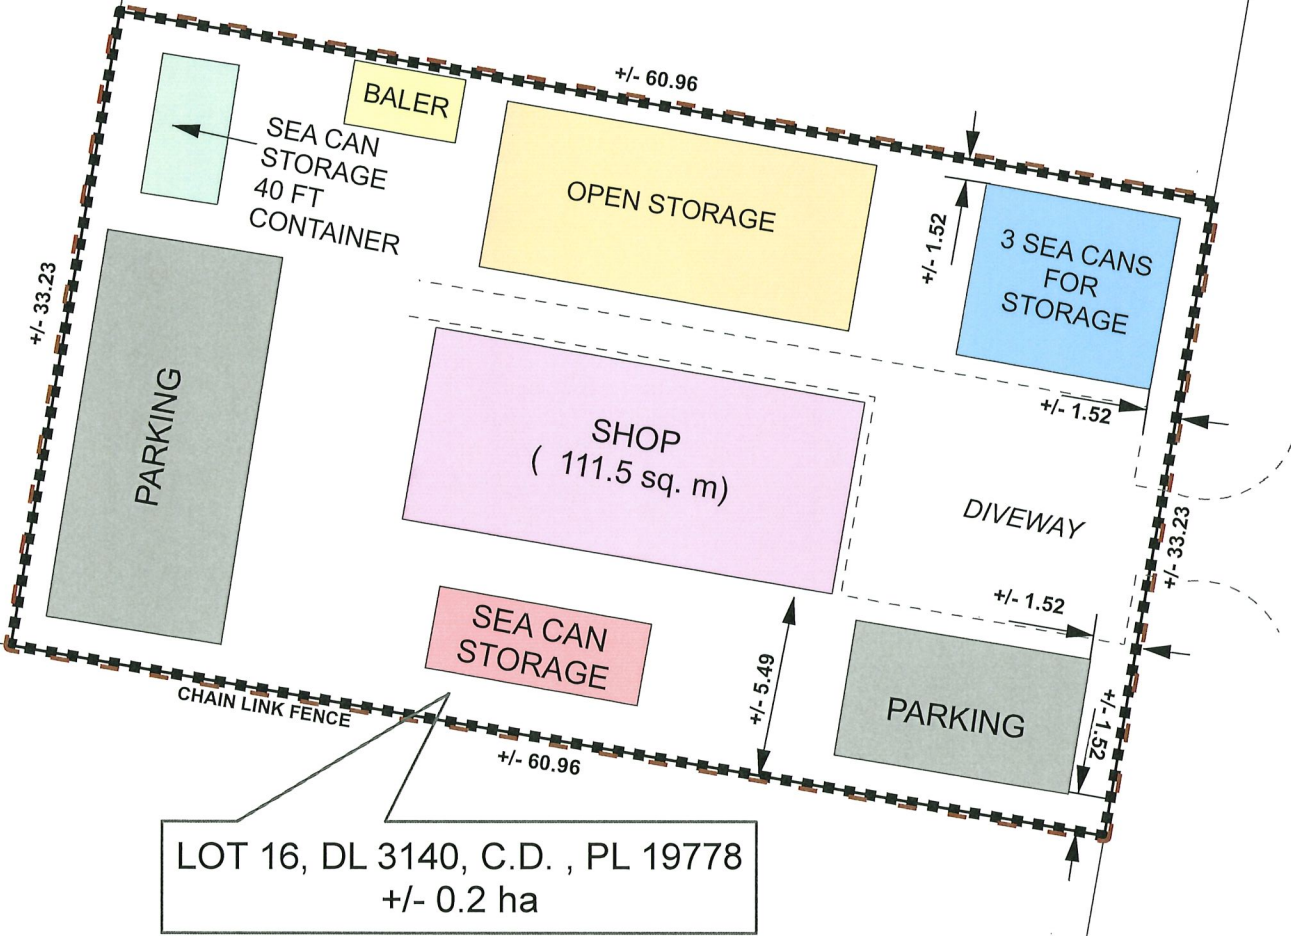 +/- 60.96
BALER
SEA CAN
STORAGE
40 FT
CONTAINER
OPEN STORAGE
+/- 1.52
3 SEA CANS
FOR
STORAGE
+/- 33.23
+/- 1.52
PARKING
SHOP
( 111.5 sq. m)
DIVEWAY
+/- 33.23
+/- 1.52
SEA CAN
STORAGE
+/- 5.49
PARKING
+/- 1.52
CHAIN LINK FENCE
+/- 60.96
LOT 16, DL 3140, C.D. , PL 19778
+/- 0.2 ha